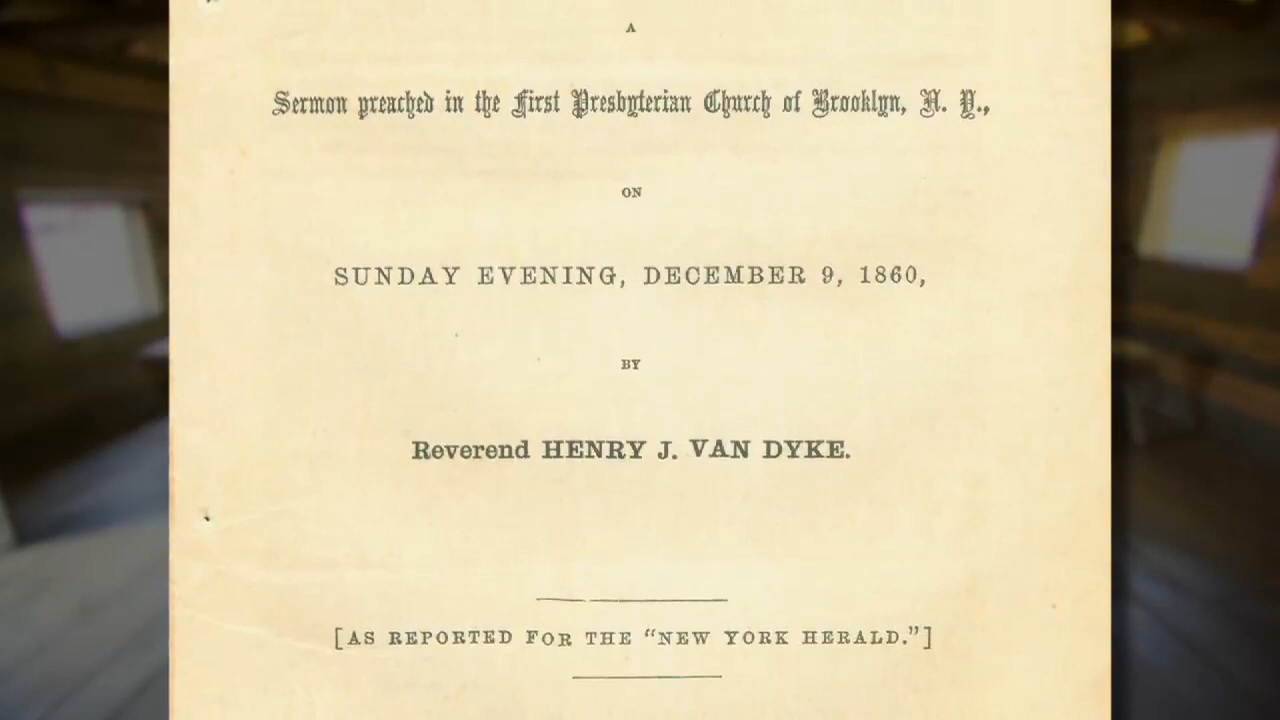 A
Sermon preached in the First Presbyterian Church of Brooklyn, N. Y.,
ON
SUNDAY EVENING, DECEMBER 9, 1860,
BY
Reverend HENRY J. VAN DYKE.
[AS REPORTED FOR THE “NEW YORK HERALD.”]